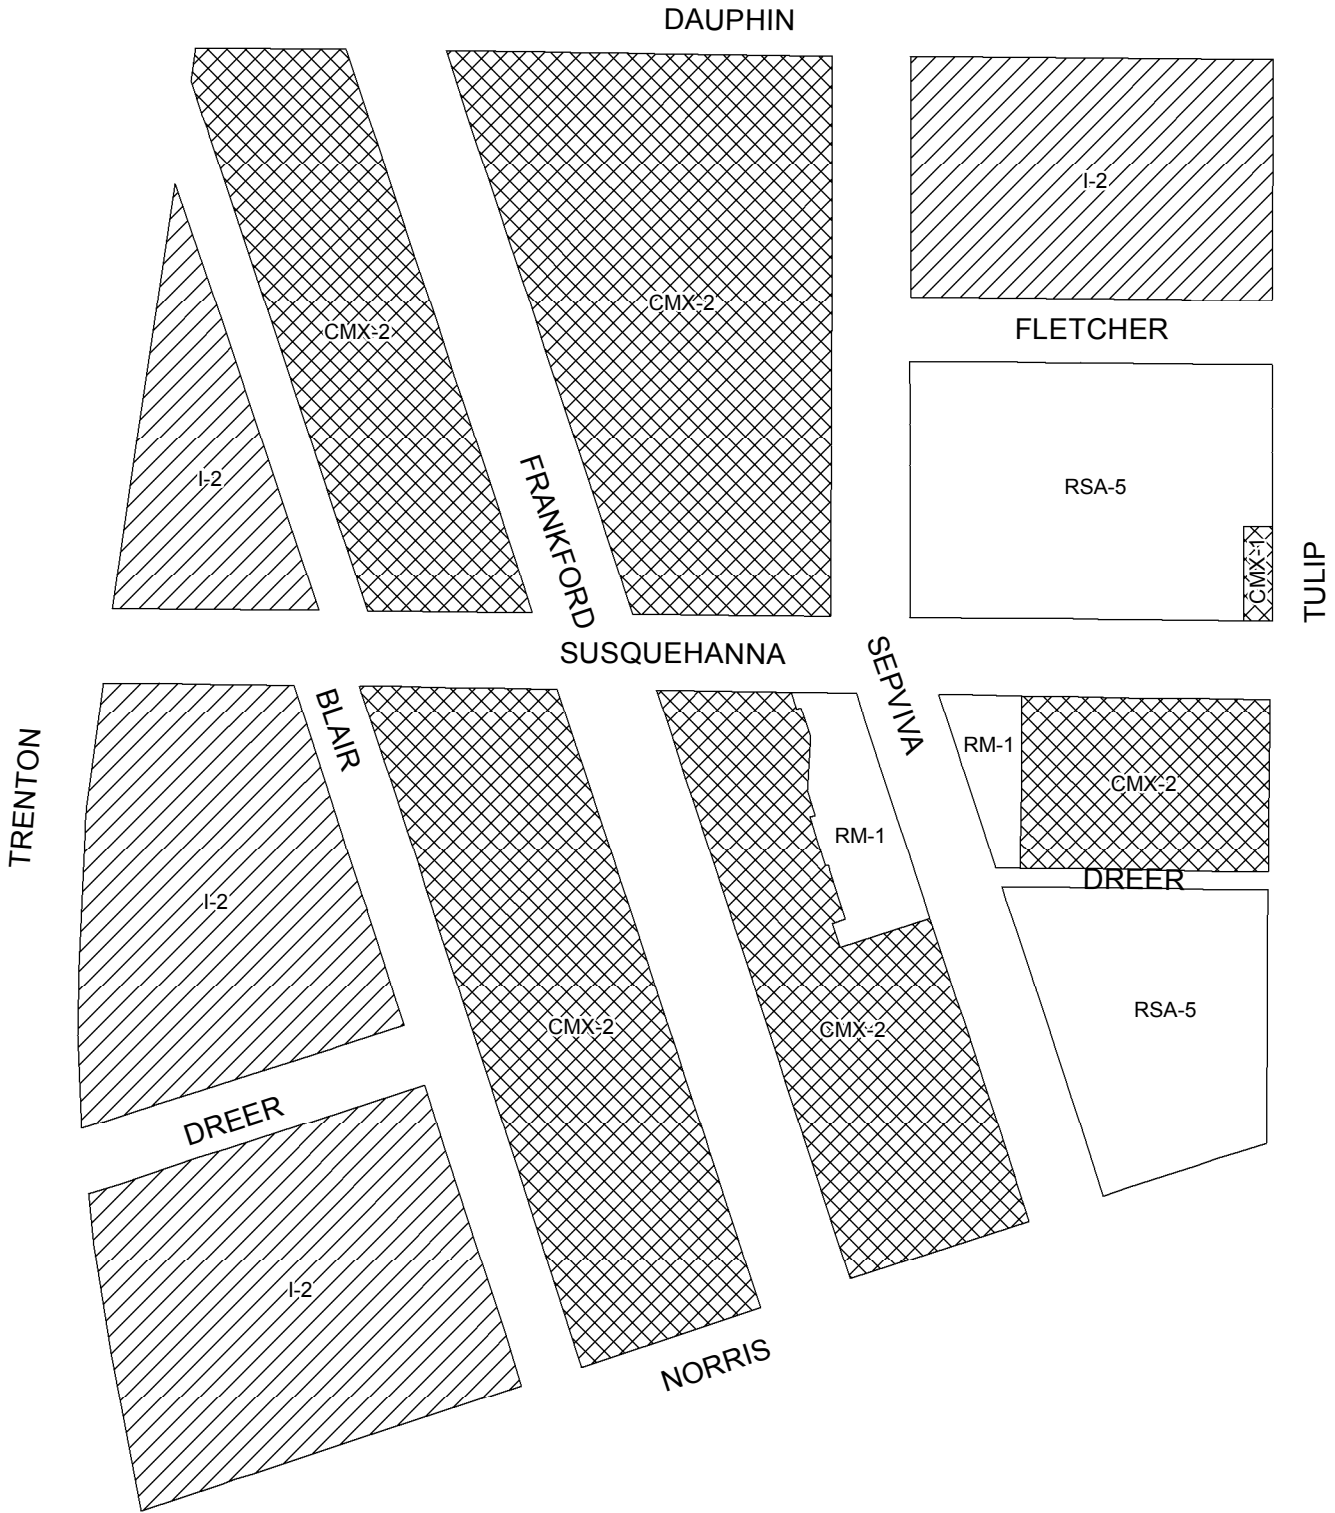 DAUPHIN
I-2
CMX-2
CMX-2
FLETCHER
I-2
FRANKFORD
RSA-5
CMX-1
TULIP
SUSQUEHANNA
SEPVIVA
BLAIR
TRENTON
RM-1
CMX-2
RM-1
DREER
I-2
CMX-2
CMX-2
RSA-5
DREER
I-2
NORRIS